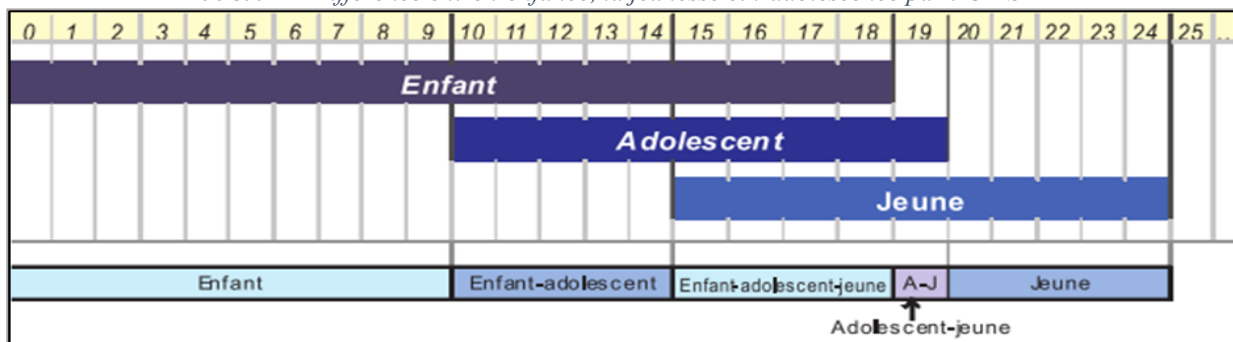 0 1 2 3 4 5 6 7 8 9 10 11 12 13 14 15 16 17 18 19 20 21 22 23 24 25 ...
Enfant
Adolescent
Jeune
Enfant Enfant-adolescent Enfant-adolescent-jeune A-J Jeune
Adolescent-jeune